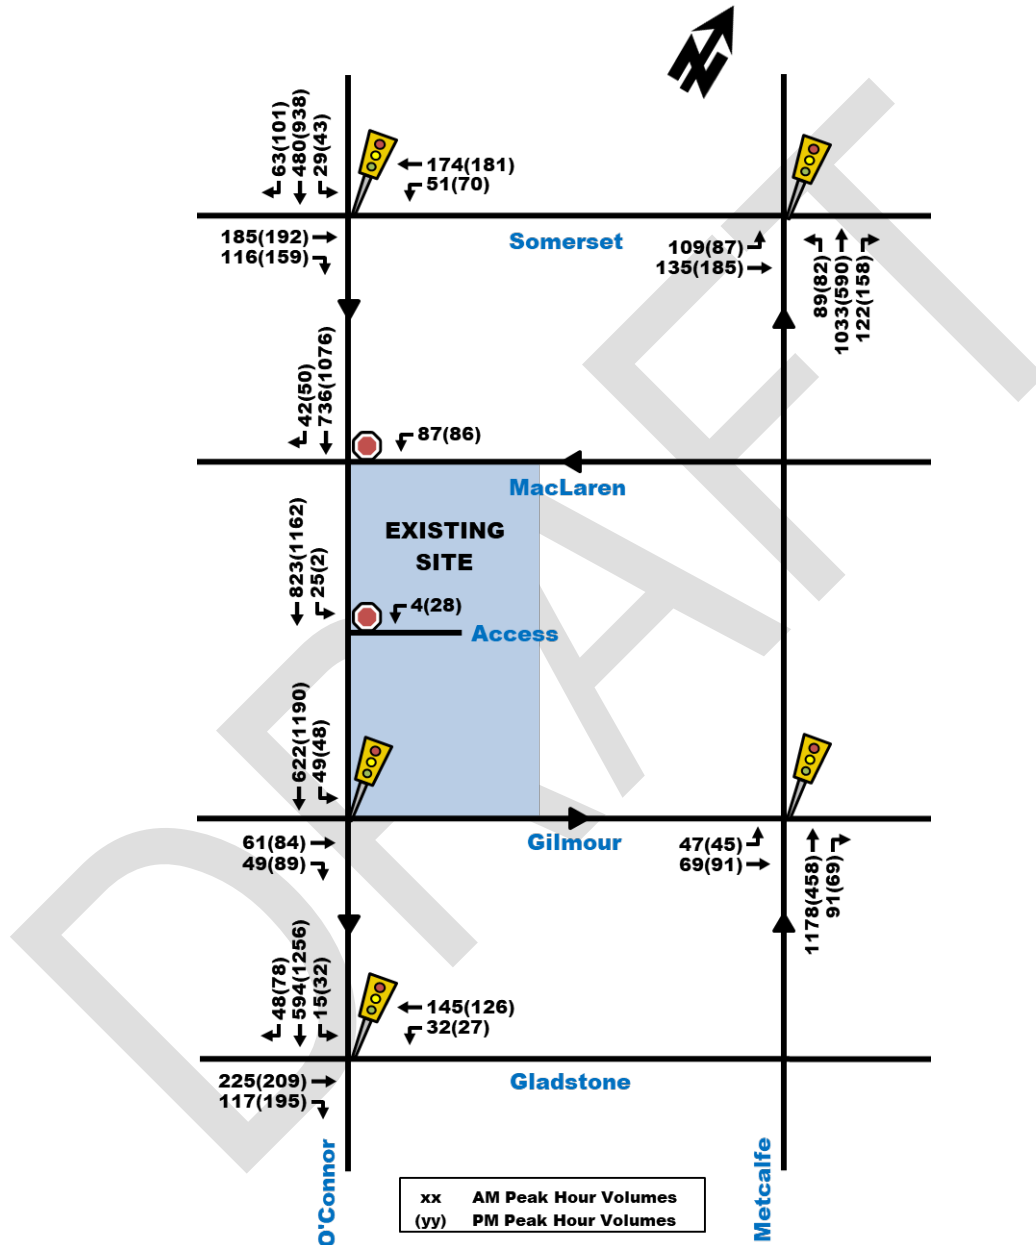 63(101)
480(938)
29(43)
174(181)
51(70)
185(192)
116(159)
Somerset
109(87)
135(185)
89(82)
1033(590)
122(158)
42(50)
736(1076)
87(86)
MacLaren
EXISTING
SITE
823(1162)
25(2)
4(28)
Access
622(1190)
49(48)
61(84)
49(89)
Gilmour
47(45)
69(91)
1178(458)
91(69)
48(78)
594(1256)
15(32)
145(126)
32(27)
225(209)
117(195)
Gladstone
O'Connor
Metcalfe
xx AM Peak Hour Volumes
(yy) PM Peak Hour Volumes
DRAFT
N